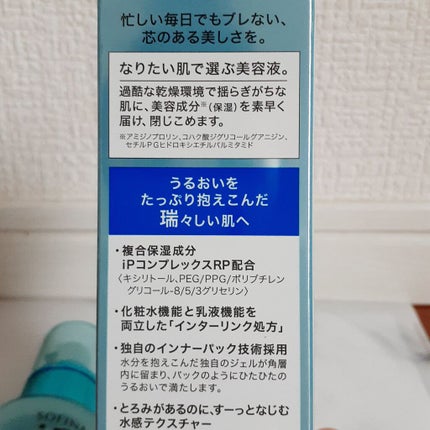 忙しい毎日でもブレない、
芯のある美しさを。
なりたい肌で選ぶ美容液。
過酷な乾燥環境で揺らぎがちな
肌に、美容成分※(保湿)を素早く
届け、閉じこめます。
※アミジノプロリン、コハク酸ジグリコールグアニジン、
セチルPGヒドロキシエチルパルミタミド
うるおいを
たっぷり抱えこんだ
瑞々しい肌へ
・複合保湿成分
iPコンプレックスRP配合
〈キシリトール、PEG/PPG/ポリブチレン
グリコール-8/5/3グリセリン〉
・化粧水機能と乳液機能を
両立した「インターリンク処方」
・独自のインナーパック技術採用
水分を抱えこんだ独自のジェルが角層
内に留まり、パックのようにひたひたの
うるおいで満たします。
・とろみがあるのに、すーっとなじむ
水感テクスチャー
SOFINA